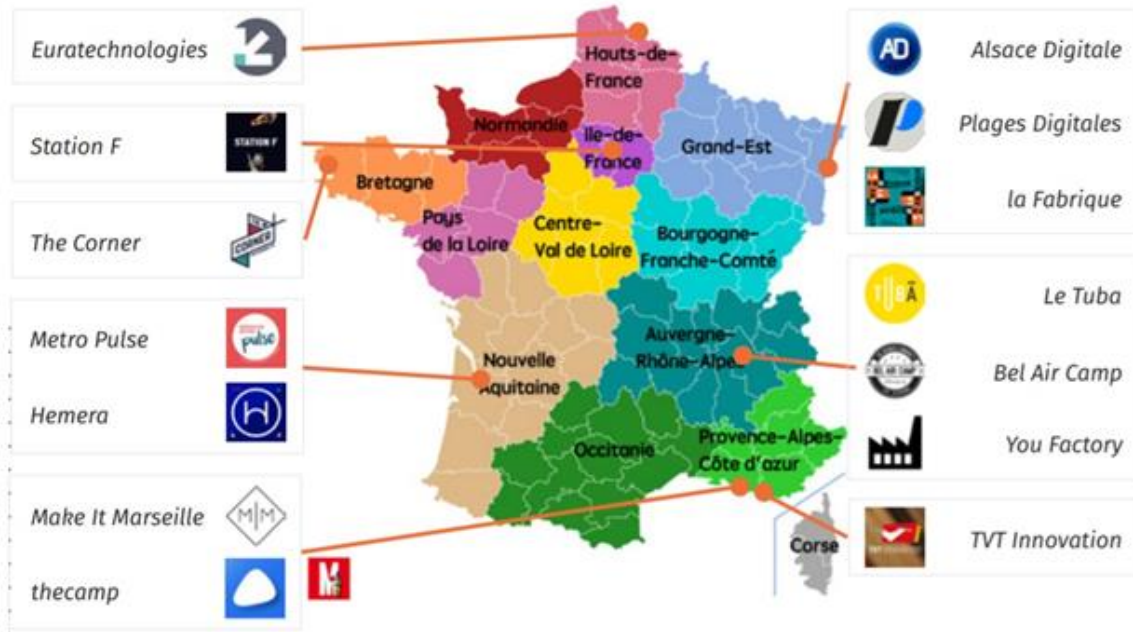 Euratechnologies
Station F
STATION F
The Corner
CORNER
Metro Pulse
pulse
Hemera
H
Make It Marseille
M|M
thecamp
M
Hauts-de-
France
Normandie
Ile-de-
France
Grand-Est
Bretagne
Pays
de la Loire
Centre-
Val de Loire
Bourgogne-
Franche-Comté
Auvergne-
Rhône-Alpes
Nouvelle
Aquitaine
Occitanie
Provence-Alpes-
Côte d'azur
Corse
AD
Alsace Digitale
Plages Digitales
la Fabrique
TUBÀ
Le Tuba
BEL AIR CAMP
Bel Air Camp
You Factory
TVT Innovation